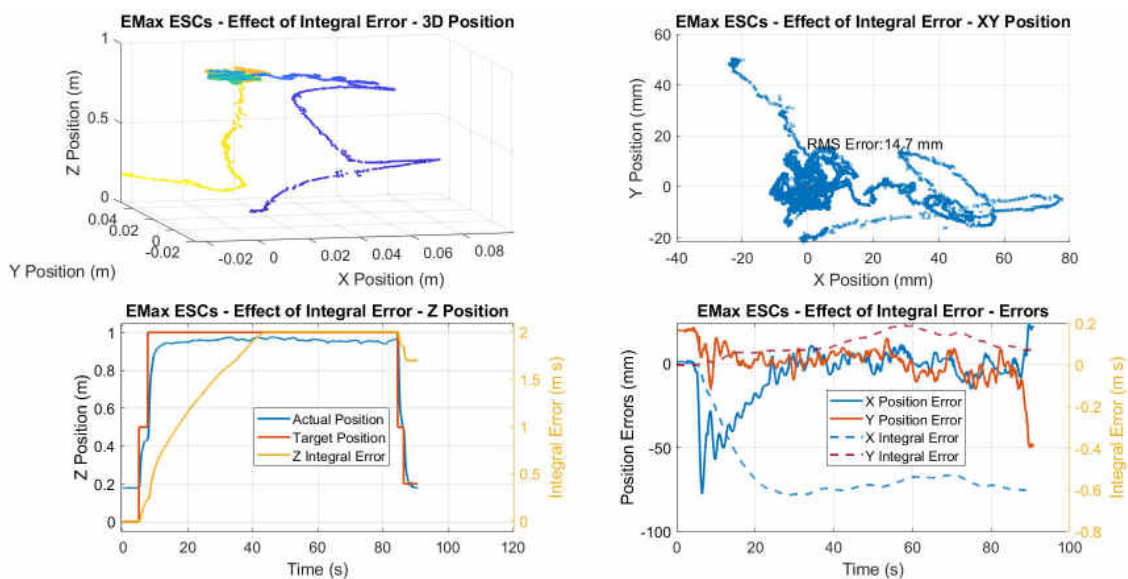 EMax ESCs - Effect of Integral Error - 3D Position
1
0.5
0
Z Position (m)
0.04
0.02
0
-0.02
Y Position (m)
-0.02
0
0.02
0.04
0.06
0.08
X Position (m)
EMax ESCs - Effect of Integral Error - XY Position
60
40
20
0
-20
Y Position (mm)
RMS Error:14.7 mm
-40
-20
0
20
40
60
80
X Position (mm)
EMax ESCs - Effect of Integral Error - Z Position
1
0.8
0.6
0.4
0.2
0
Z Position (m)
Actual Position
Target Position
Z Integral Error
2
1.5
1
0.5
0
Integral Error (m s)
0
20
40
60
80
100
120
Time (s)
EMax ESCs - Effect of Integral Error - Errors
0
-50
-100
Position Errors (mm)
X Position Error
Y Position Error
X Integral Error
Y Integral Error
0.2
0
-0.2
-0.4
-0.6
-0.8
Integral Error (m s)
0
20
40
60
80
100
Time (s)